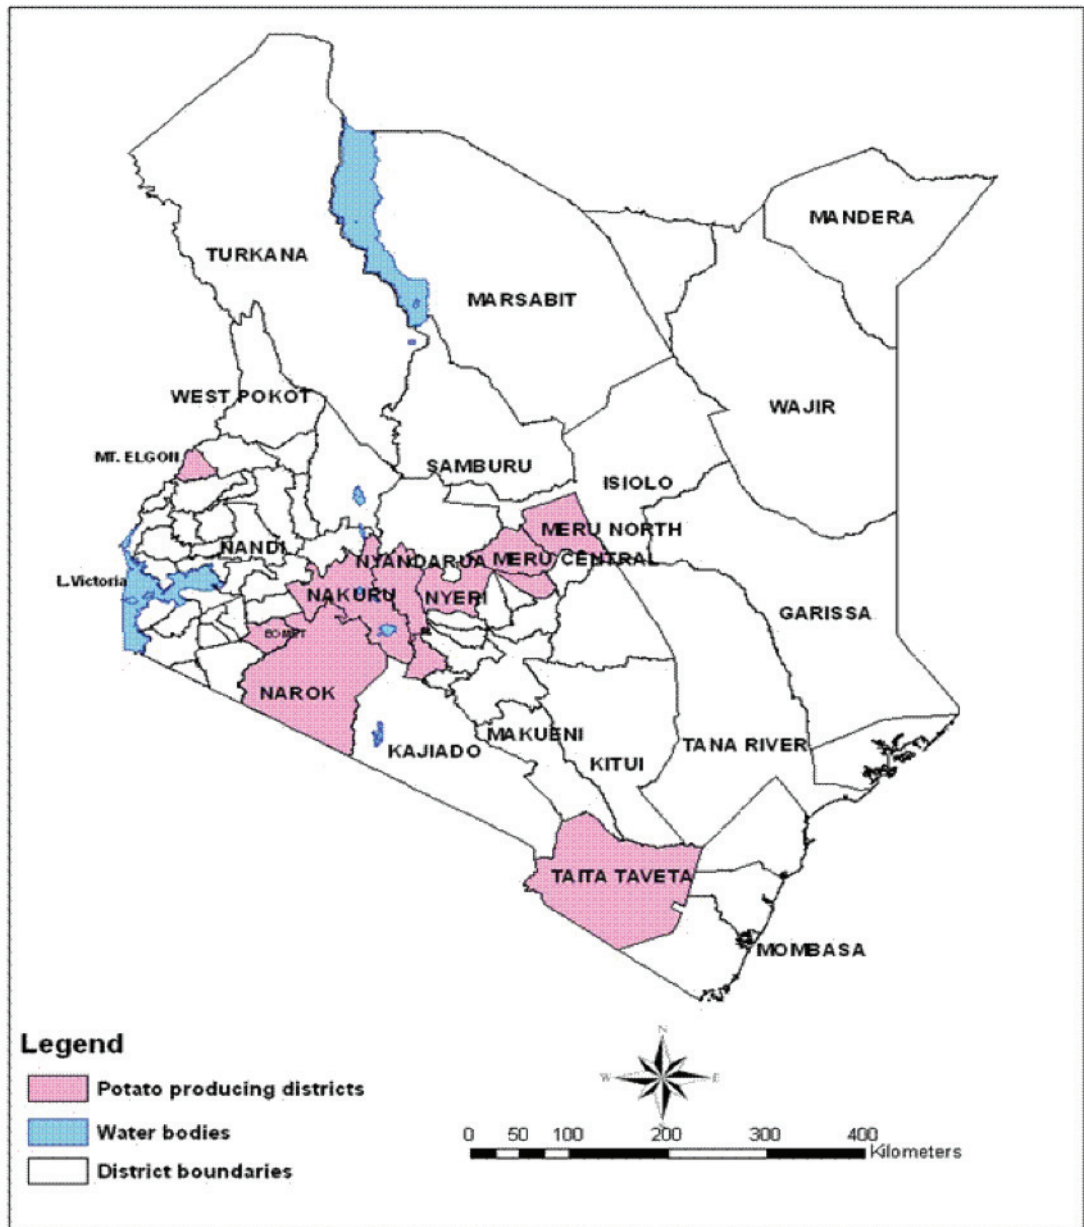 MANDERA
TURKANA
MARSABIT
WEST POKOT
WAJIR
MT. ELGON
SAMBURU
ISIOLO
MERU NORTH
NANDI
NYANDARUA
MERU CENTRAL
L.Victoria
NAKURU
NYERI
GARISSA
BOMET
NAROK
MAKUENI
TANA RIVER
KAJIADO
KITUI
TAITA TAVETA
MOMBASA
Legend
Potato producing districts
Water bodies
District boundaries
N
W
E
S
0 50 100 200 300 400
Kilometers